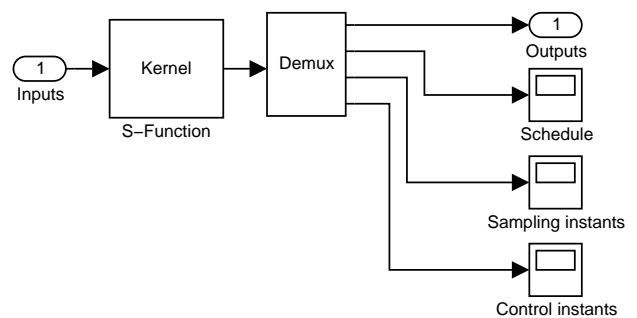 1
Inputs
Kernel
S−Function
Demux
1
Outputs
Schedule
Sampling instants
Control instants